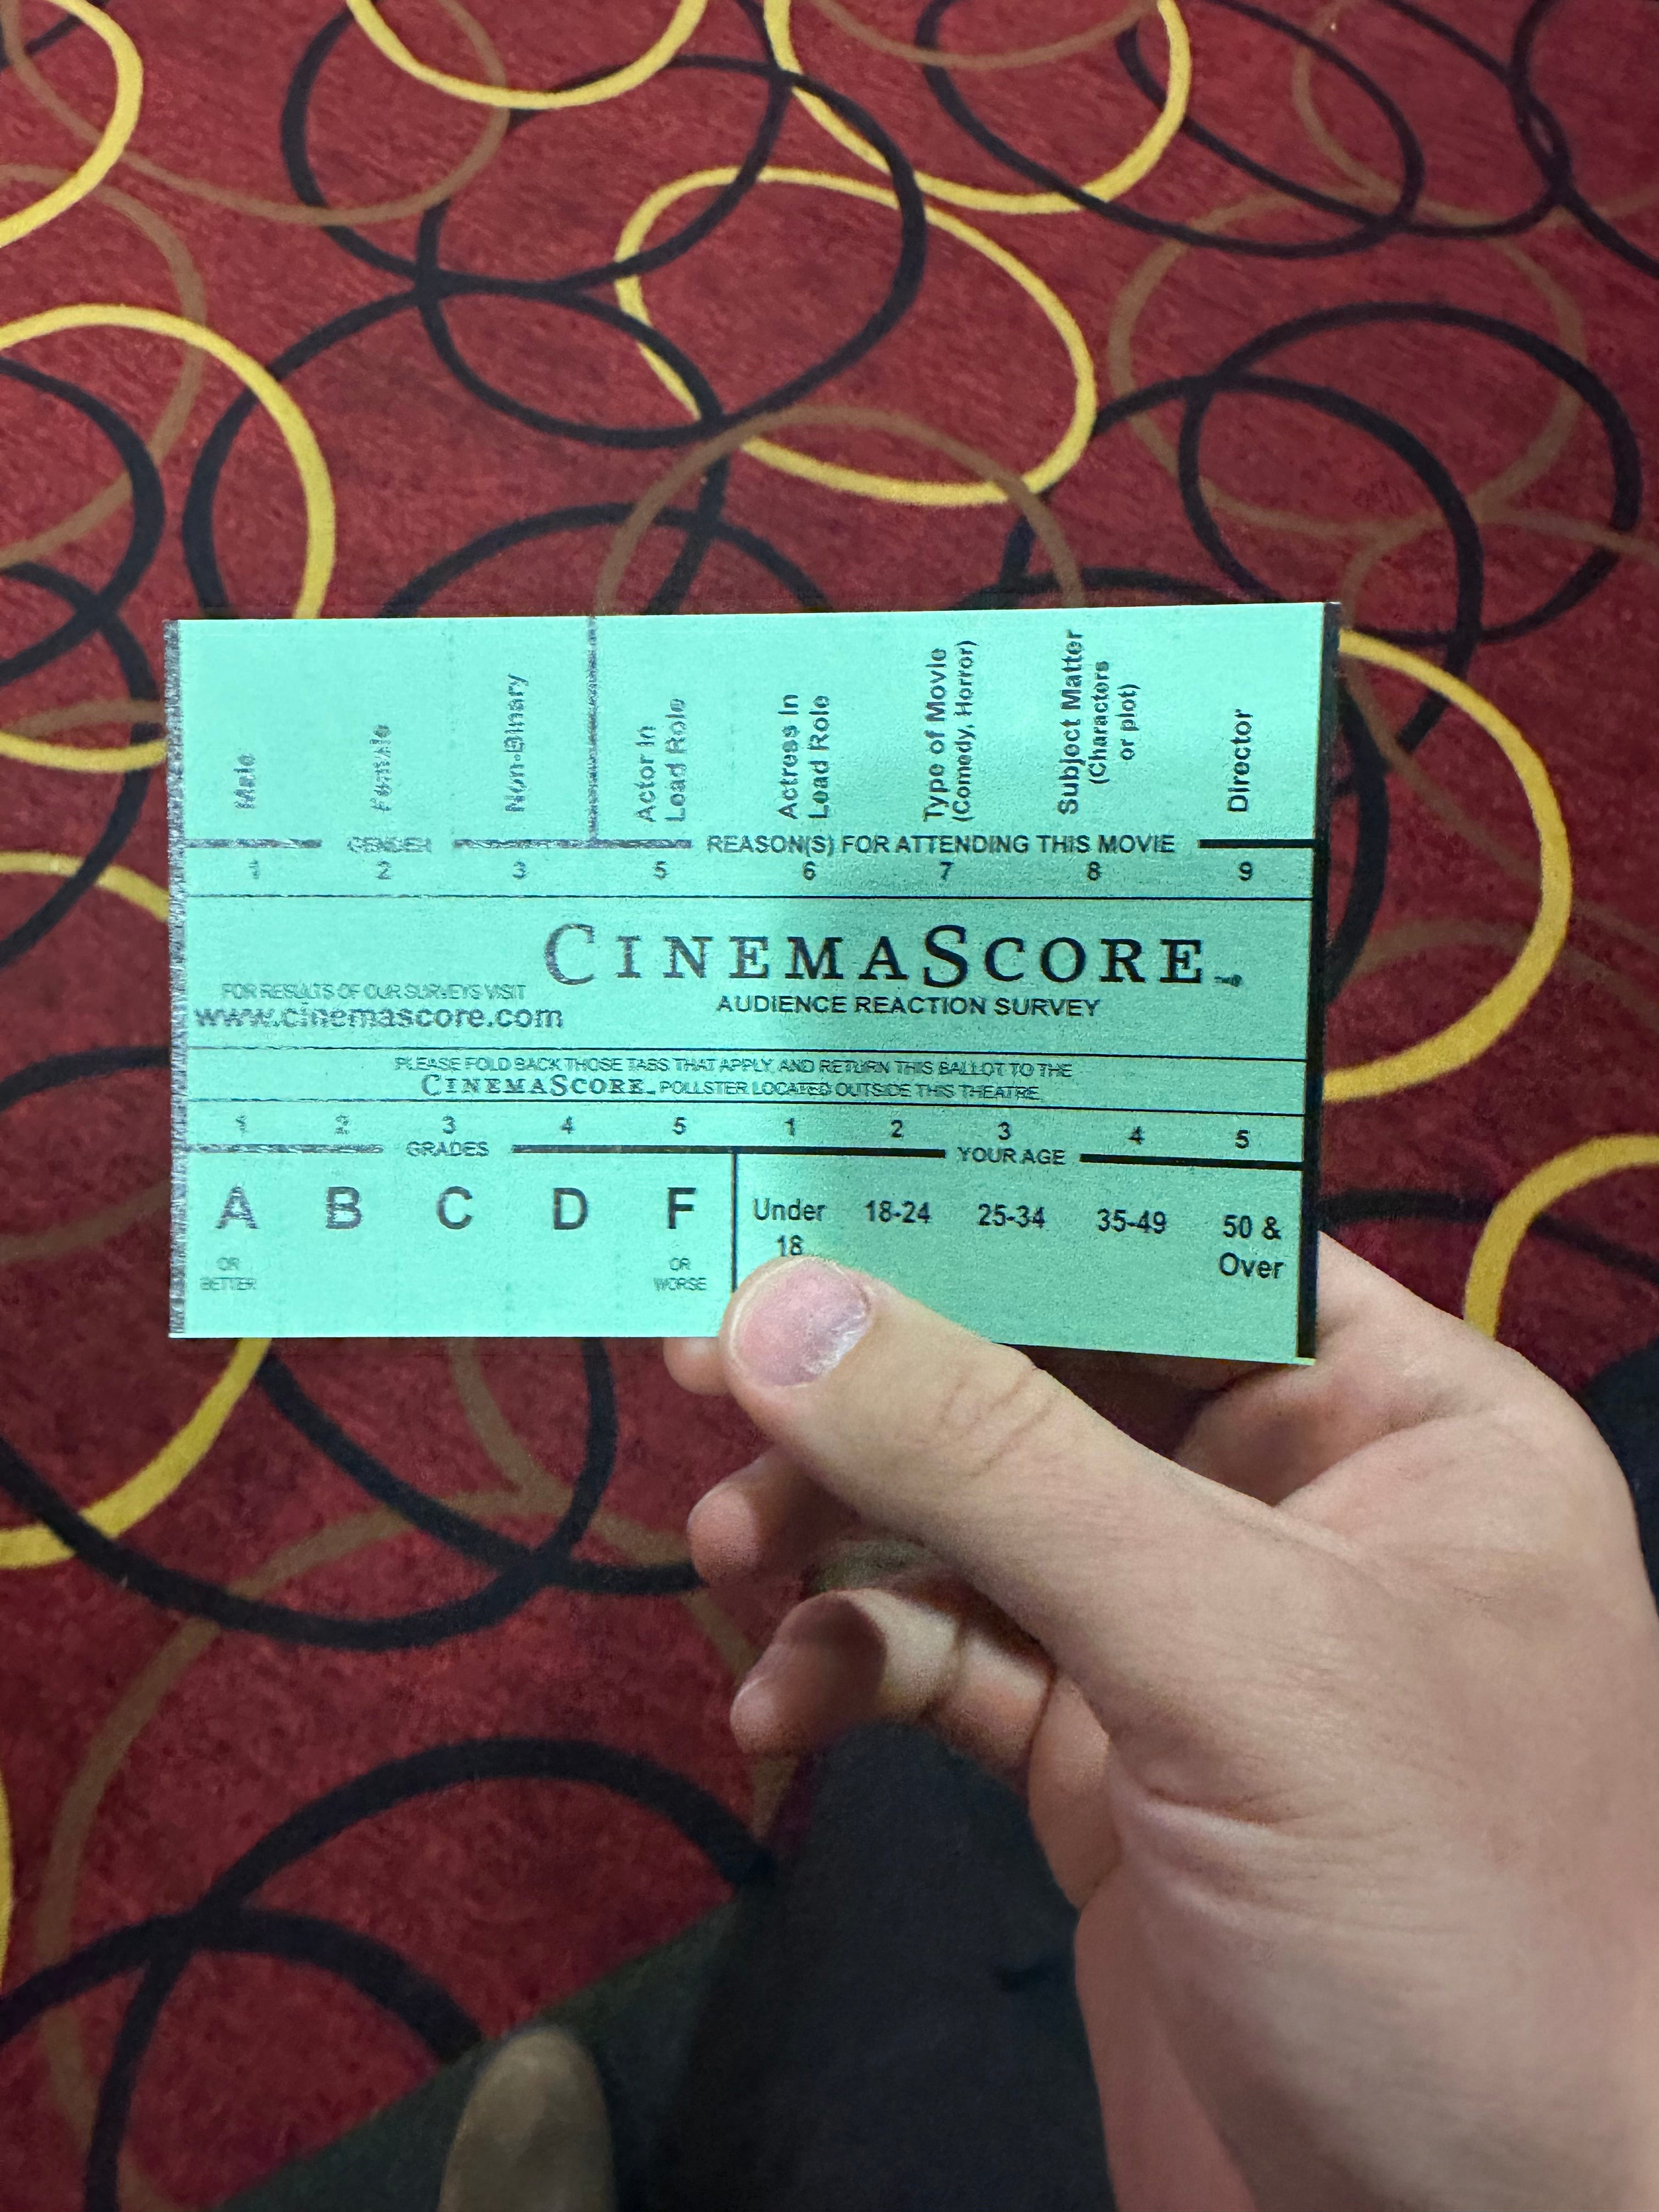 Male
Female
Non-Binary
Actor In
Lead Role
Actress In
Lead Role
Type of Movie
(Comedy, Horror)
Subject Matter
(Characters
or plot)
Director
GENDER
REASON(S) FOR ATTENDING THIS MOVIE
1 2 3 5 6 7 8 9
CINEMASCORE
AUDIENCE REACTION SURVEY
FOR RESULTS OF OUR SURVEYS VISIT
www.cinemascore.com
PLEASE FOLD BACK THOSE TABS THAT APPLY, AND RETURN THIS BALLOT TO THE
CINEMASCORE POLLSTER LOCATED OUTSIDE THIS THEATRE
1 2 3 4 5 1 2 3 4 5
GRADES YOUR AGE
A B C D F
OR
BETTER
OR
WORSE
Under
18
18-24
25-34
35-49
50 &
Over